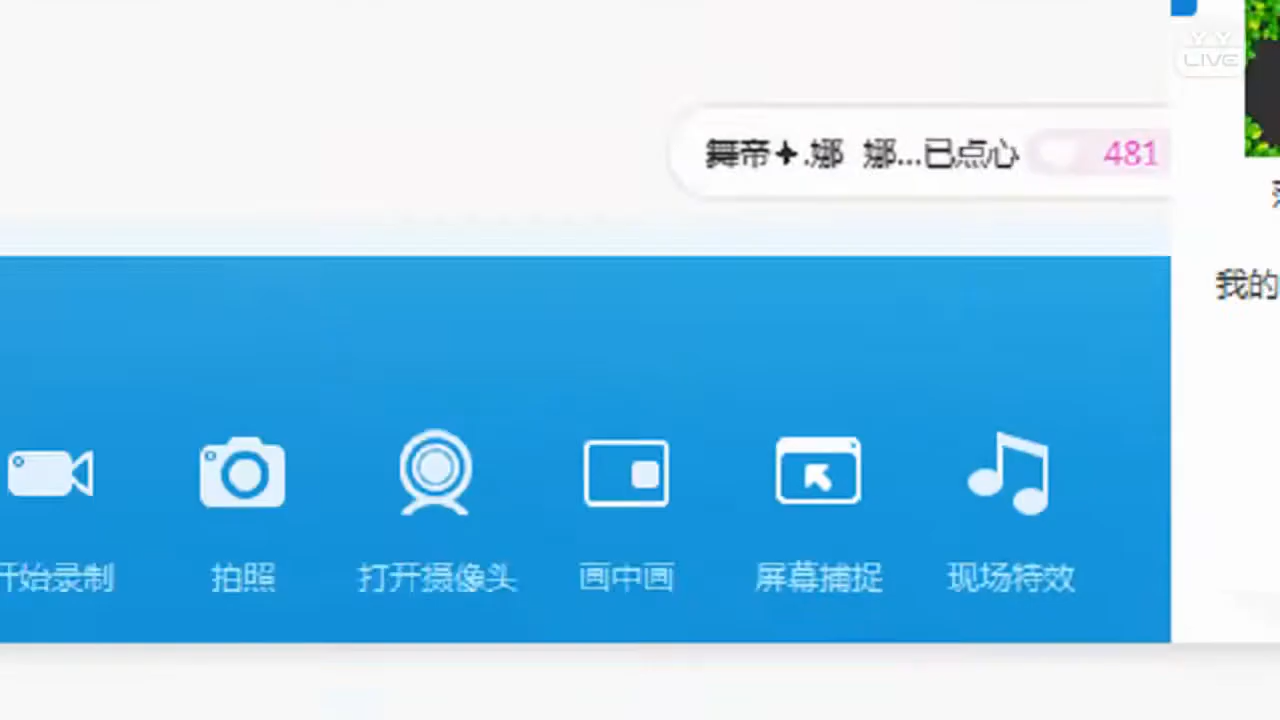 YY
LIVE
舞帝✦.娜 娜...已点心 481
我的
开始录制
拍照
打开摄像头
画中画
屏幕捕捉
现场特效